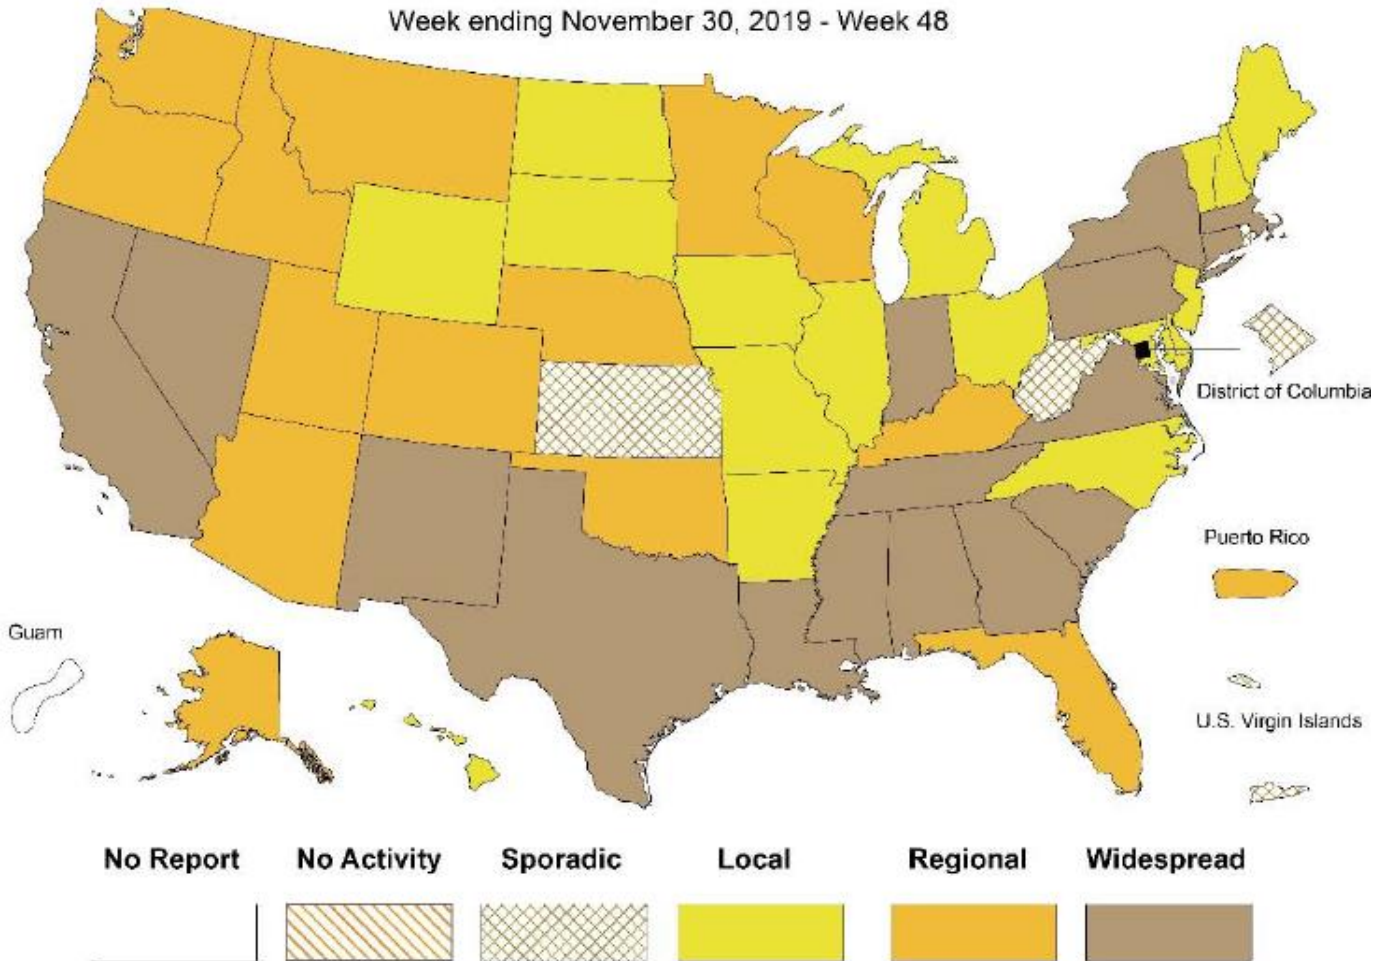 Week ending November 30, 2019 - Week 48
District of Columbia
Puerto Rico
Guam
U.S. Virgin Islands
No Report No Activity Sporadic Local Regional Widespread